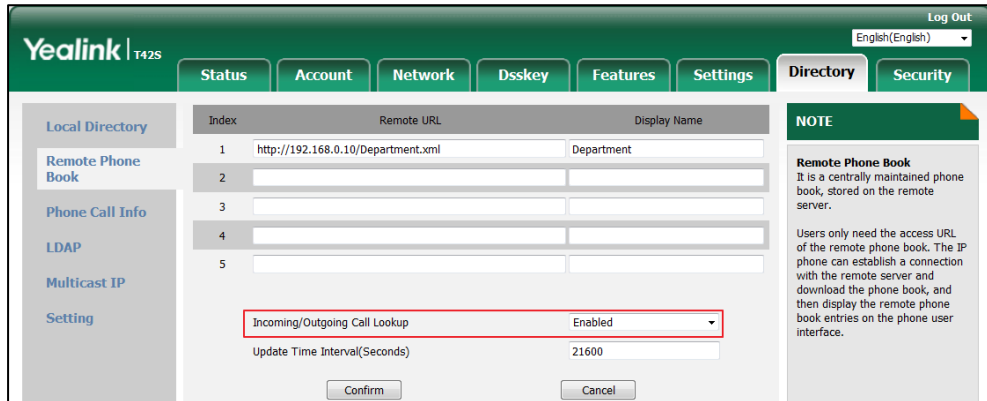 Log Out
English(English)
Yealink T42S
Status Account Network Dsskey Features Settings Directory Security
Local Directory
Remote Phone
Book
Phone Call Info
LDAP
Multicast IP
Setting
Index Remote URL Display Name
1 http://192.168.0.10/Department.xml Department
2
3
4
5
Incoming/Outgoing Call Lookup Enabled
Update Time Interval(Seconds) 21600
Confirm Cancel
NOTE
Remote Phone Book
It is a centrally maintained phone
book, stored on the remote
server.
Users only need the access URL
of the remote phone book. The IP
phone can establish a connection
with the remote server and
download the phone book, and
then display the remote phone
book entries on the phone user
interface.